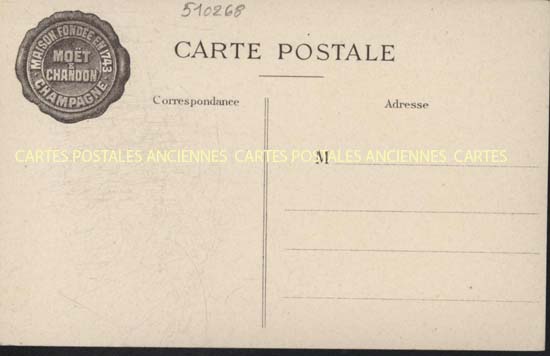 510268
MAISON FONDÉE EN 1743
MOËT
&
CHANDON
CHAMPAGNE
CARTE POSTALE
Correspondance
Adresse
CARTES POSTALES ANCIENNES CARTES POSTALES ANCIENNES CARTES
M